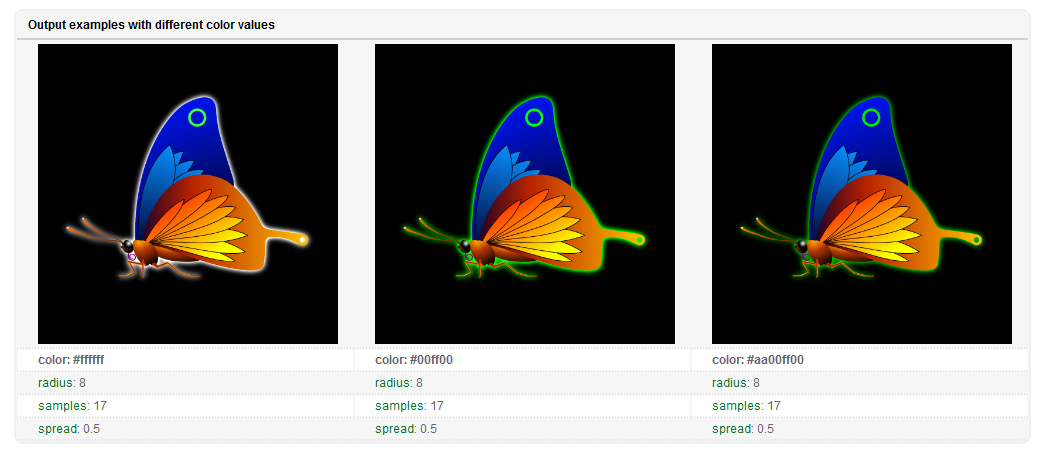 Output examples with different color values
color: #ffffff
color: #00ff00
color: #aa00ff00
radius: 8
radius: 8
radius: 8
samples: 17
samples: 17
samples: 17
spread: 0.5
spread: 0.5
spread: 0.5